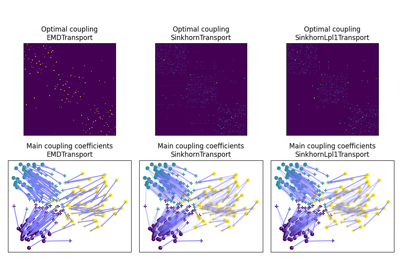 Optimal coupling
EMDTransport
Optimal coupling
SinkhornTransport
Optimal coupling
SinkhornLpl1Transport
Main coupling coefficients
EMDTransport
Main coupling coefficients
SinkhornTransport
Main coupling coefficients
SinkhornLpl1Transport